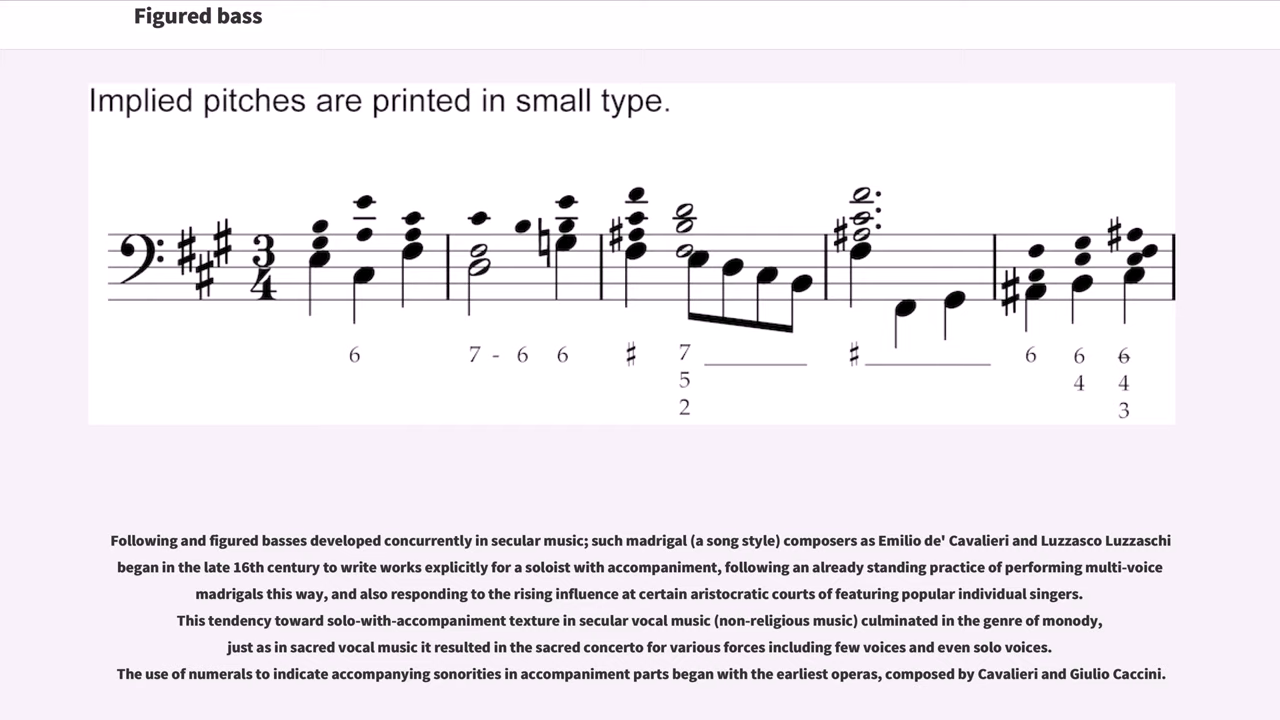 Figured bass
Implied pitches are printed in small type.
3
4
6 7 - 6 6 ♯ 7 ♯ 6 6 6
5 4 4
2 3
Following and figured basses developed concurrently in secular music; such madrigal (a song style) composers as Emilio de' Cavalieri and Luzzasco Luzzaschi
began in the late 16th century to write works explicitly for a soloist with accompaniment, following an already standing practice of performing multi-voice
madrigals this way, and also responding to the rising influence at certain aristocratic courts of featuring popular individual singers.
This tendency toward solo-with-accompaniment texture in secular vocal music (non-religious music) culminated in the genre of monody,
just as in sacred vocal music it resulted in the sacred concerto for various forces including few voices and even solo voices.
The use of numerals to indicate accompanying sonorities in accompaniment parts began with the earliest operas, composed by Cavalieri and Giulio Caccini.